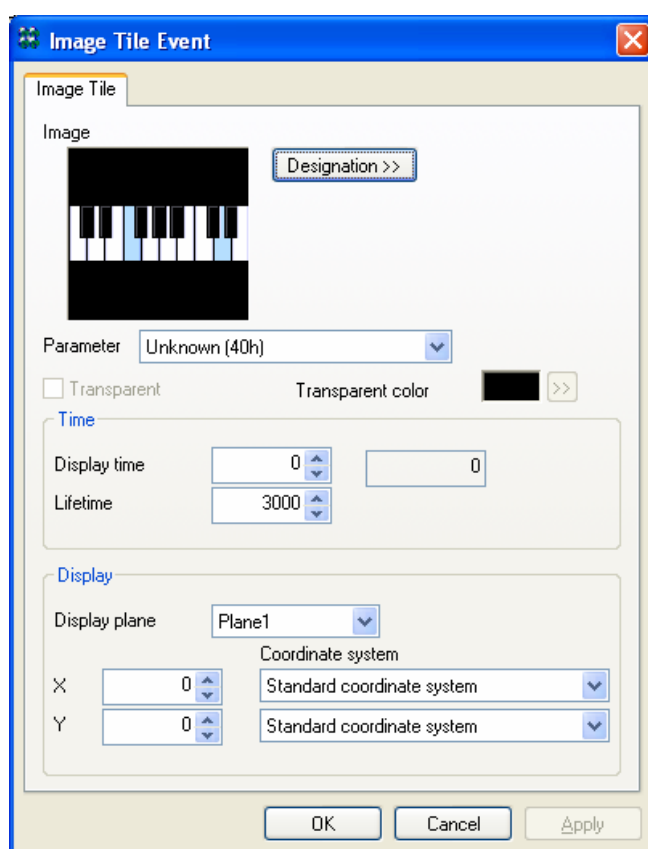 Image Tile Event
Image Tile
Image
Designation >>
Parameter Unknown (40h)
Transparent Transparent color >>
Time
Display time 0 0
Lifetime 3000
Display
Display plane Plane1
Coordinate system
X 0 Standard coordinate system
Y 0 Standard coordinate system
OK Cancel Apply